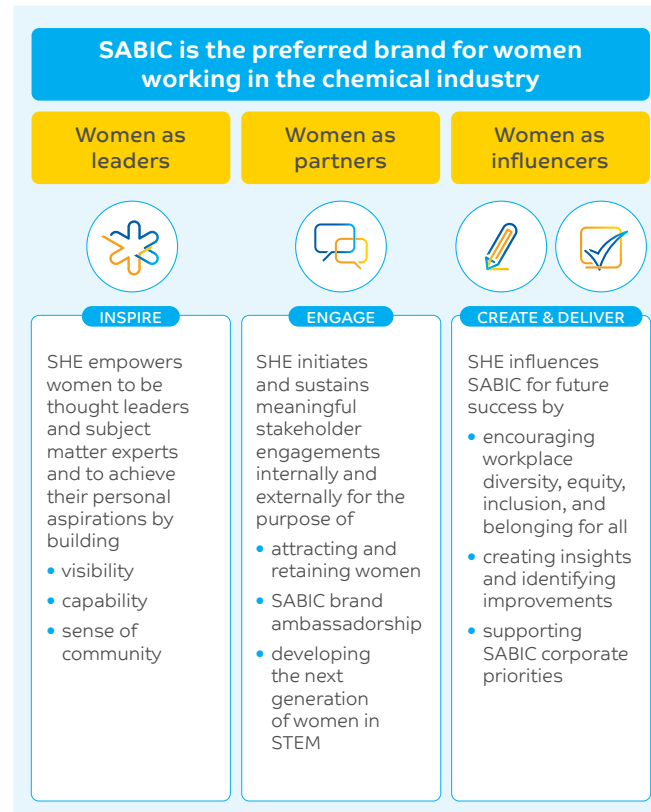 SABIC is the preferred brand for women
working in the chemical industry
Women as
leaders
Women as
partners
Women as
influencers
INSPIRE
SHE empowers
women to be
thought leaders
and subject
matter experts
and to achieve
their personal
aspirations by
building
• visibility
• capability
• sense of
community
ENGAGE
SHE initiates
and sustains
meaningful
stakeholder
engagements
internally and
externally for the
purpose of
• attracting and
retaining women
• SABIC brand
ambassadorship
• developing
the next
generation
of women in
STEM
CREATE & DELIVER
SHE influences
SABIC for future
success by
• encouraging
workplace
diversity, equity,
inclusion, and
belonging for all
• creating insights
and identifying
improvements
• supporting
SABIC corporate
priorities